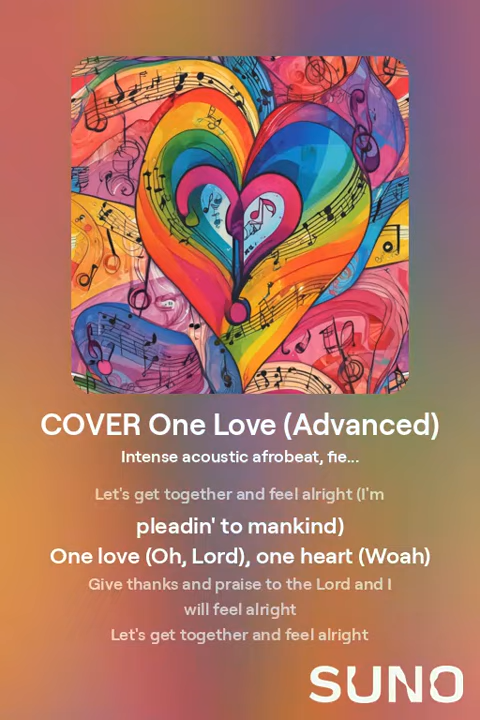 COVER One Love (Advanced)
Intense acoustic afrobeat, fie...
Let's get together and feel alright (I'm
pleadin' to mankind)
One love (Oh, Lord), one heart (Woah)
Give thanks and praise to the Lord and I
will feel alright
Let's get together and feel alright
SUNO